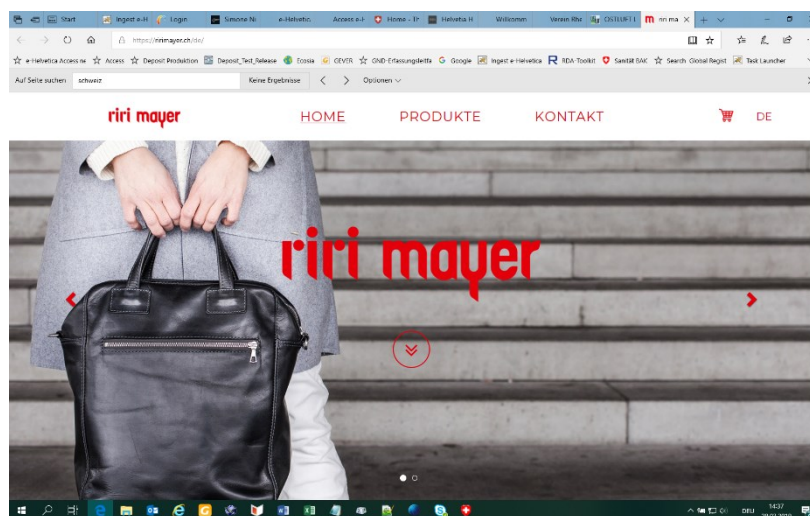 Start
Ingest e-H
Login
Simone Ni
e-Helvetic
Access e-H
Home - Th
Helvetia H
Willkomm
Verein Rhe
OSTLUFT |
riri ma
https://ririmayer.ch/de/
e-Helvetica Access ne
Access
Deposit Produktion
Deposit_Test_Release
Ecosia
GEVER
GND-Erfassungsleitfa
Google
Ingest e-Helvetica
RDA-Toolkit
Sanität BAK
Search Global Regist
Task Launcher
Auf Seite suchen
schweiz
Keine Ergebnisse
Optionen
riri mayer
HOME
PRODUKTE
KONTAKT
DE
riri mayer
DEU
14:37